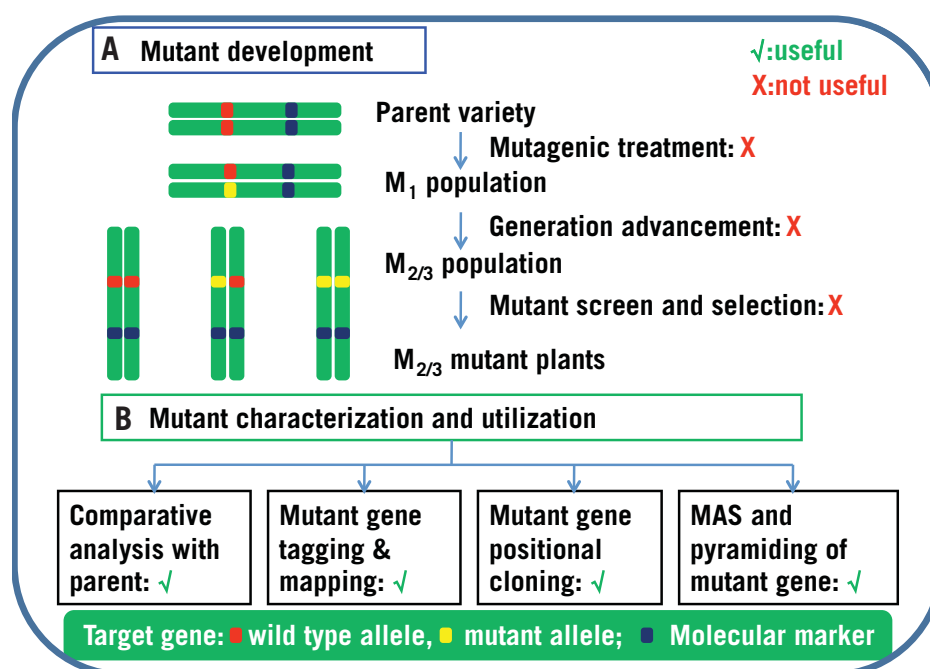 A Mutant development
√:useful
X:not useful
Parent variety
Mutagenic treatment: X
M1 population
Generation advancement: X
M2/3 population
Mutant screen and selection: X
M2/3 mutant plants
B Mutant characterization and utilization
Comparative
analysis with
parent: √
Mutant gene
tagging &
mapping: √
Mutant gene
positional
cloning: √
MAS and
pyramiding of
mutant gene: √
Target gene: wild type allele, mutant allele; Molecular marker